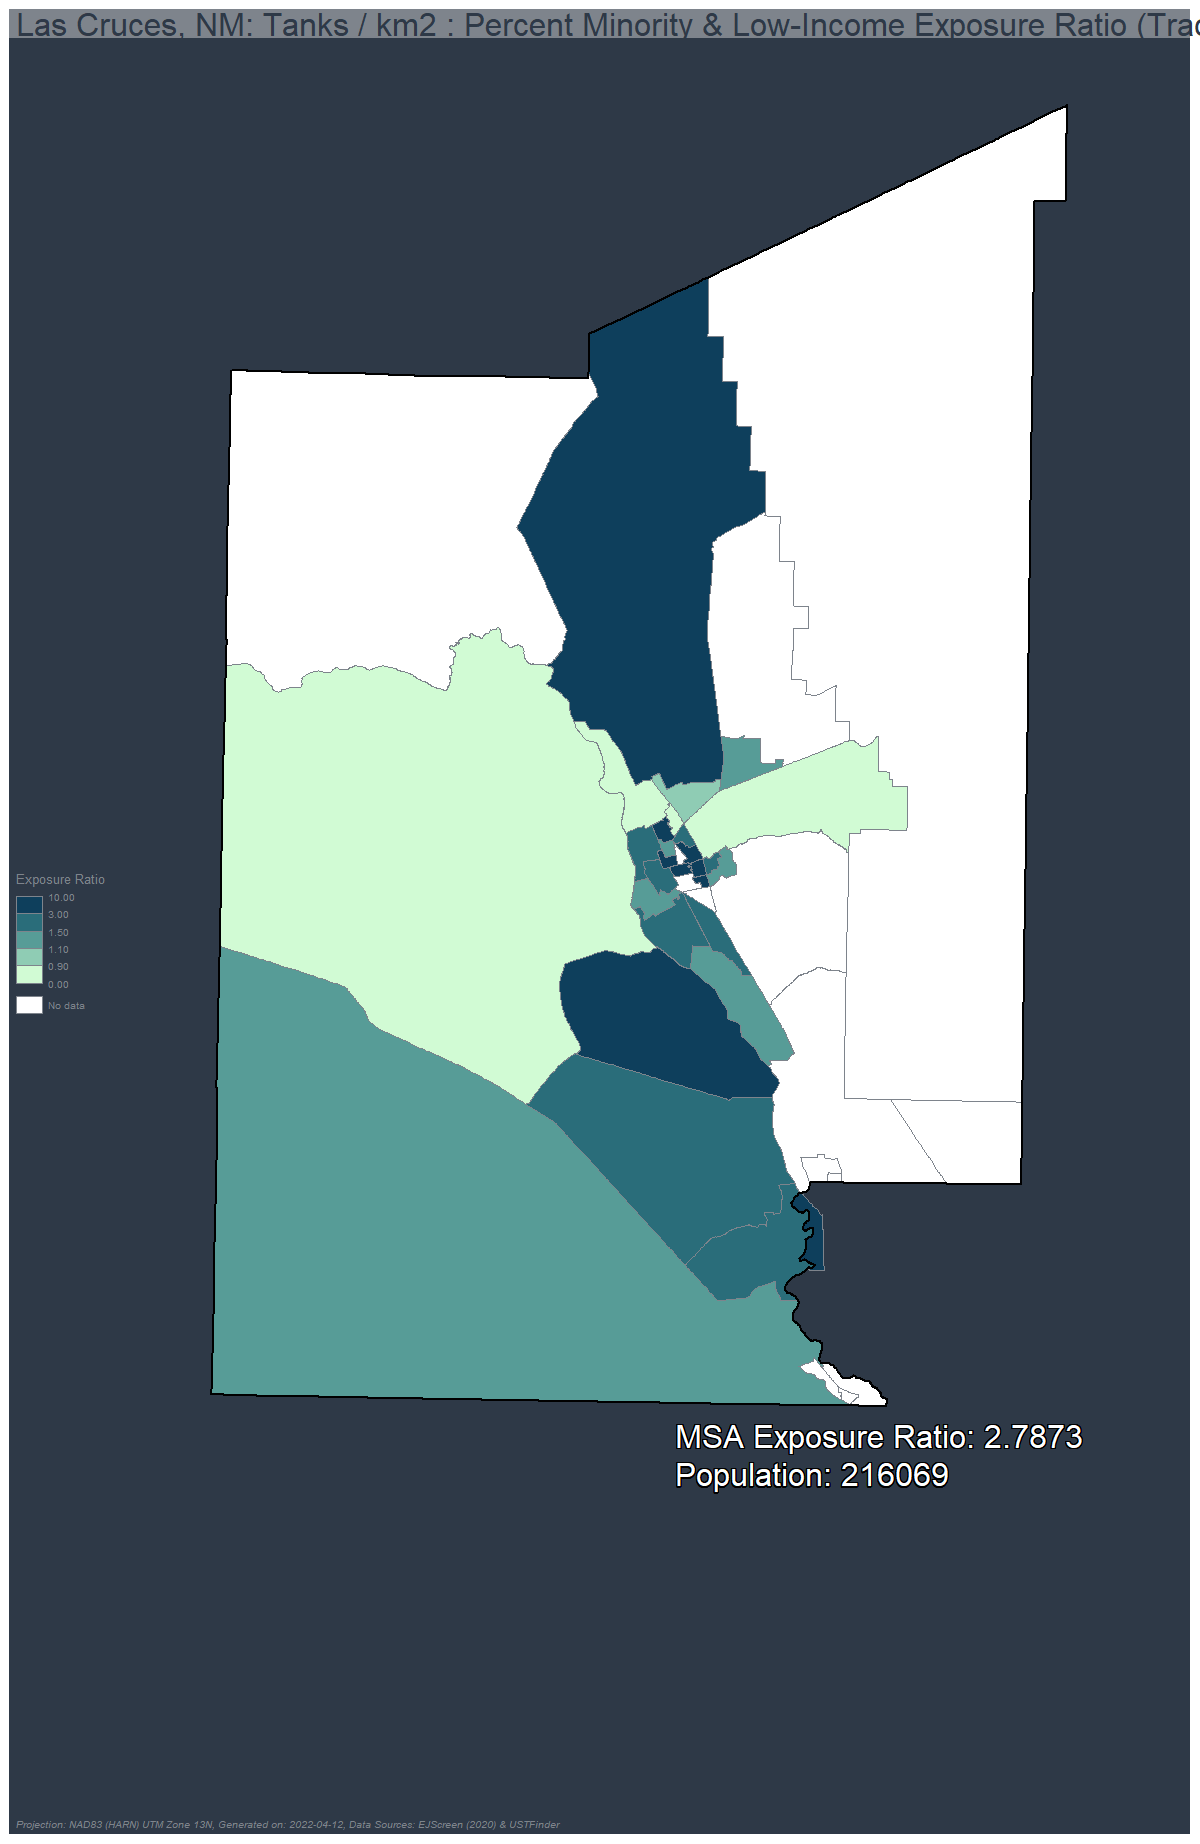 Las Cruces, NM: Tanks / km2 : Percent Minority & Low-Income Exposure Ratio (Trac
Exposure Ratio
10.00
3.00
1.50
1.10
0.90
0.00
No data
MSA Exposure Ratio: 2.7873
Population: 216069
Projection: NAD83 (HARN) UTM Zone 13N, Generated on: 2022-04-12, Data Sources: EJScreen (2020) & USTFinder